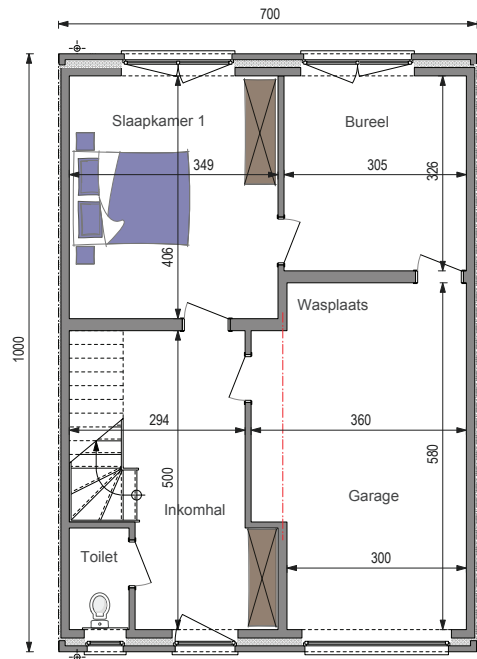 700
Slaapkamer 1
Bureel
349
305
326
406
Wasplaats
1000
294
360
580
500
Garage
Inkomhal
Toilet
300